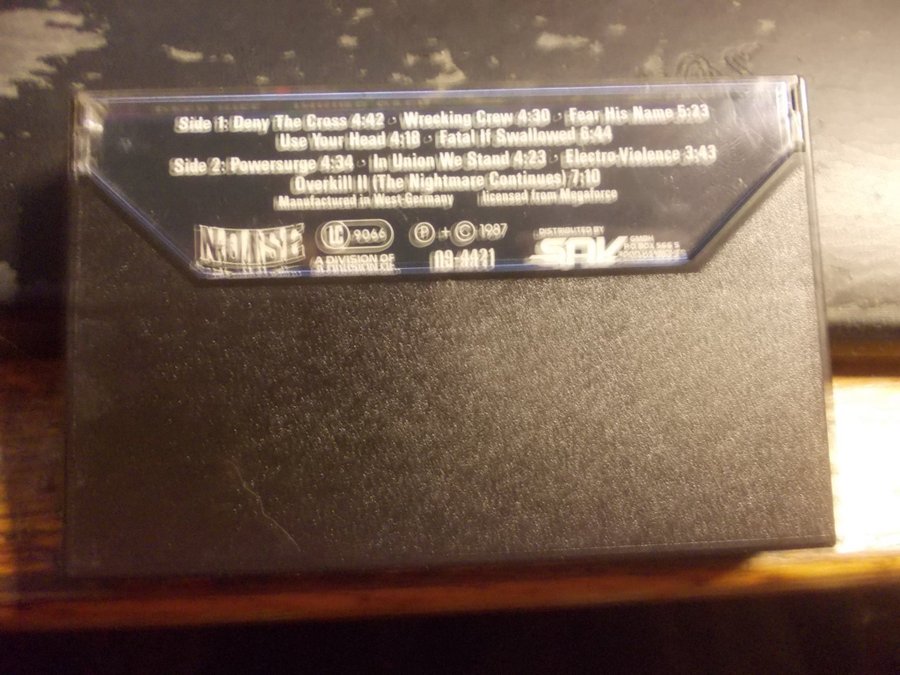 Side 1: Deny The Cross 4:42 · Wrecking Crew 4:30 · Fear His Name 5:23
Use Your Head 4:18 · Fatal If Swallowed 6:44
Side 2: Powersurge 4:34 · In Union We Stand 4:23 · Electro-Violence 3:43
Overkill II (The Nightmare Continues) 7:10
Manufactured in West-Germany licensed from Megaforce
NOISE LC 9066 Ⓟ + © 1987 DISTRIBUTED BY
SPV GMBH
P.O. BOX
A DIVISION OF